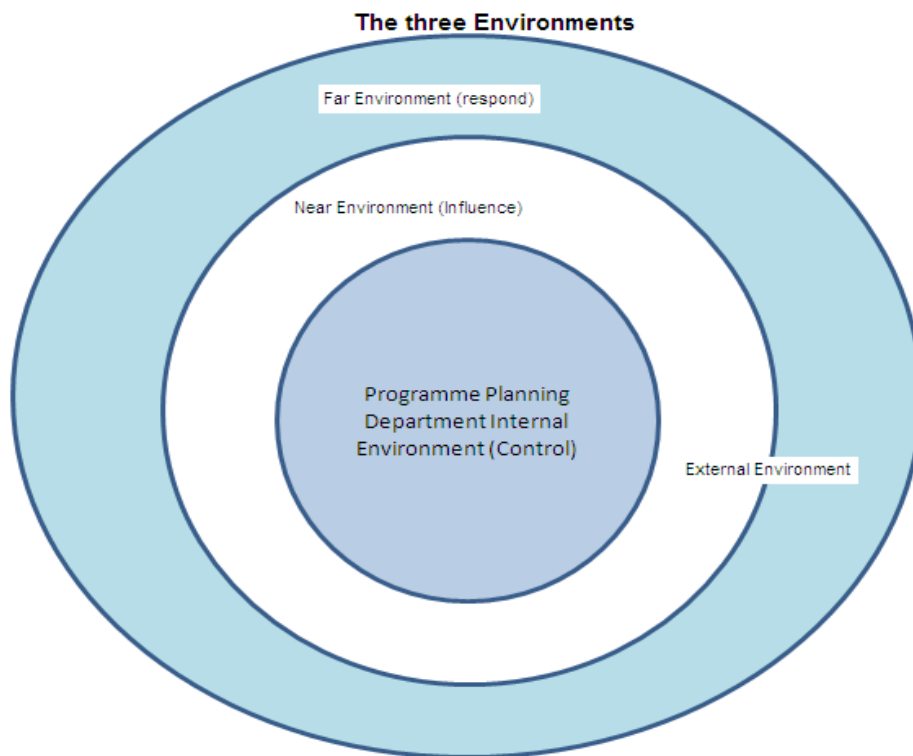 The three Environments
Far Environment (respond)
Near Environment (Influence)
Programme Planning
Department Internal
Environment (Control)
External Environment